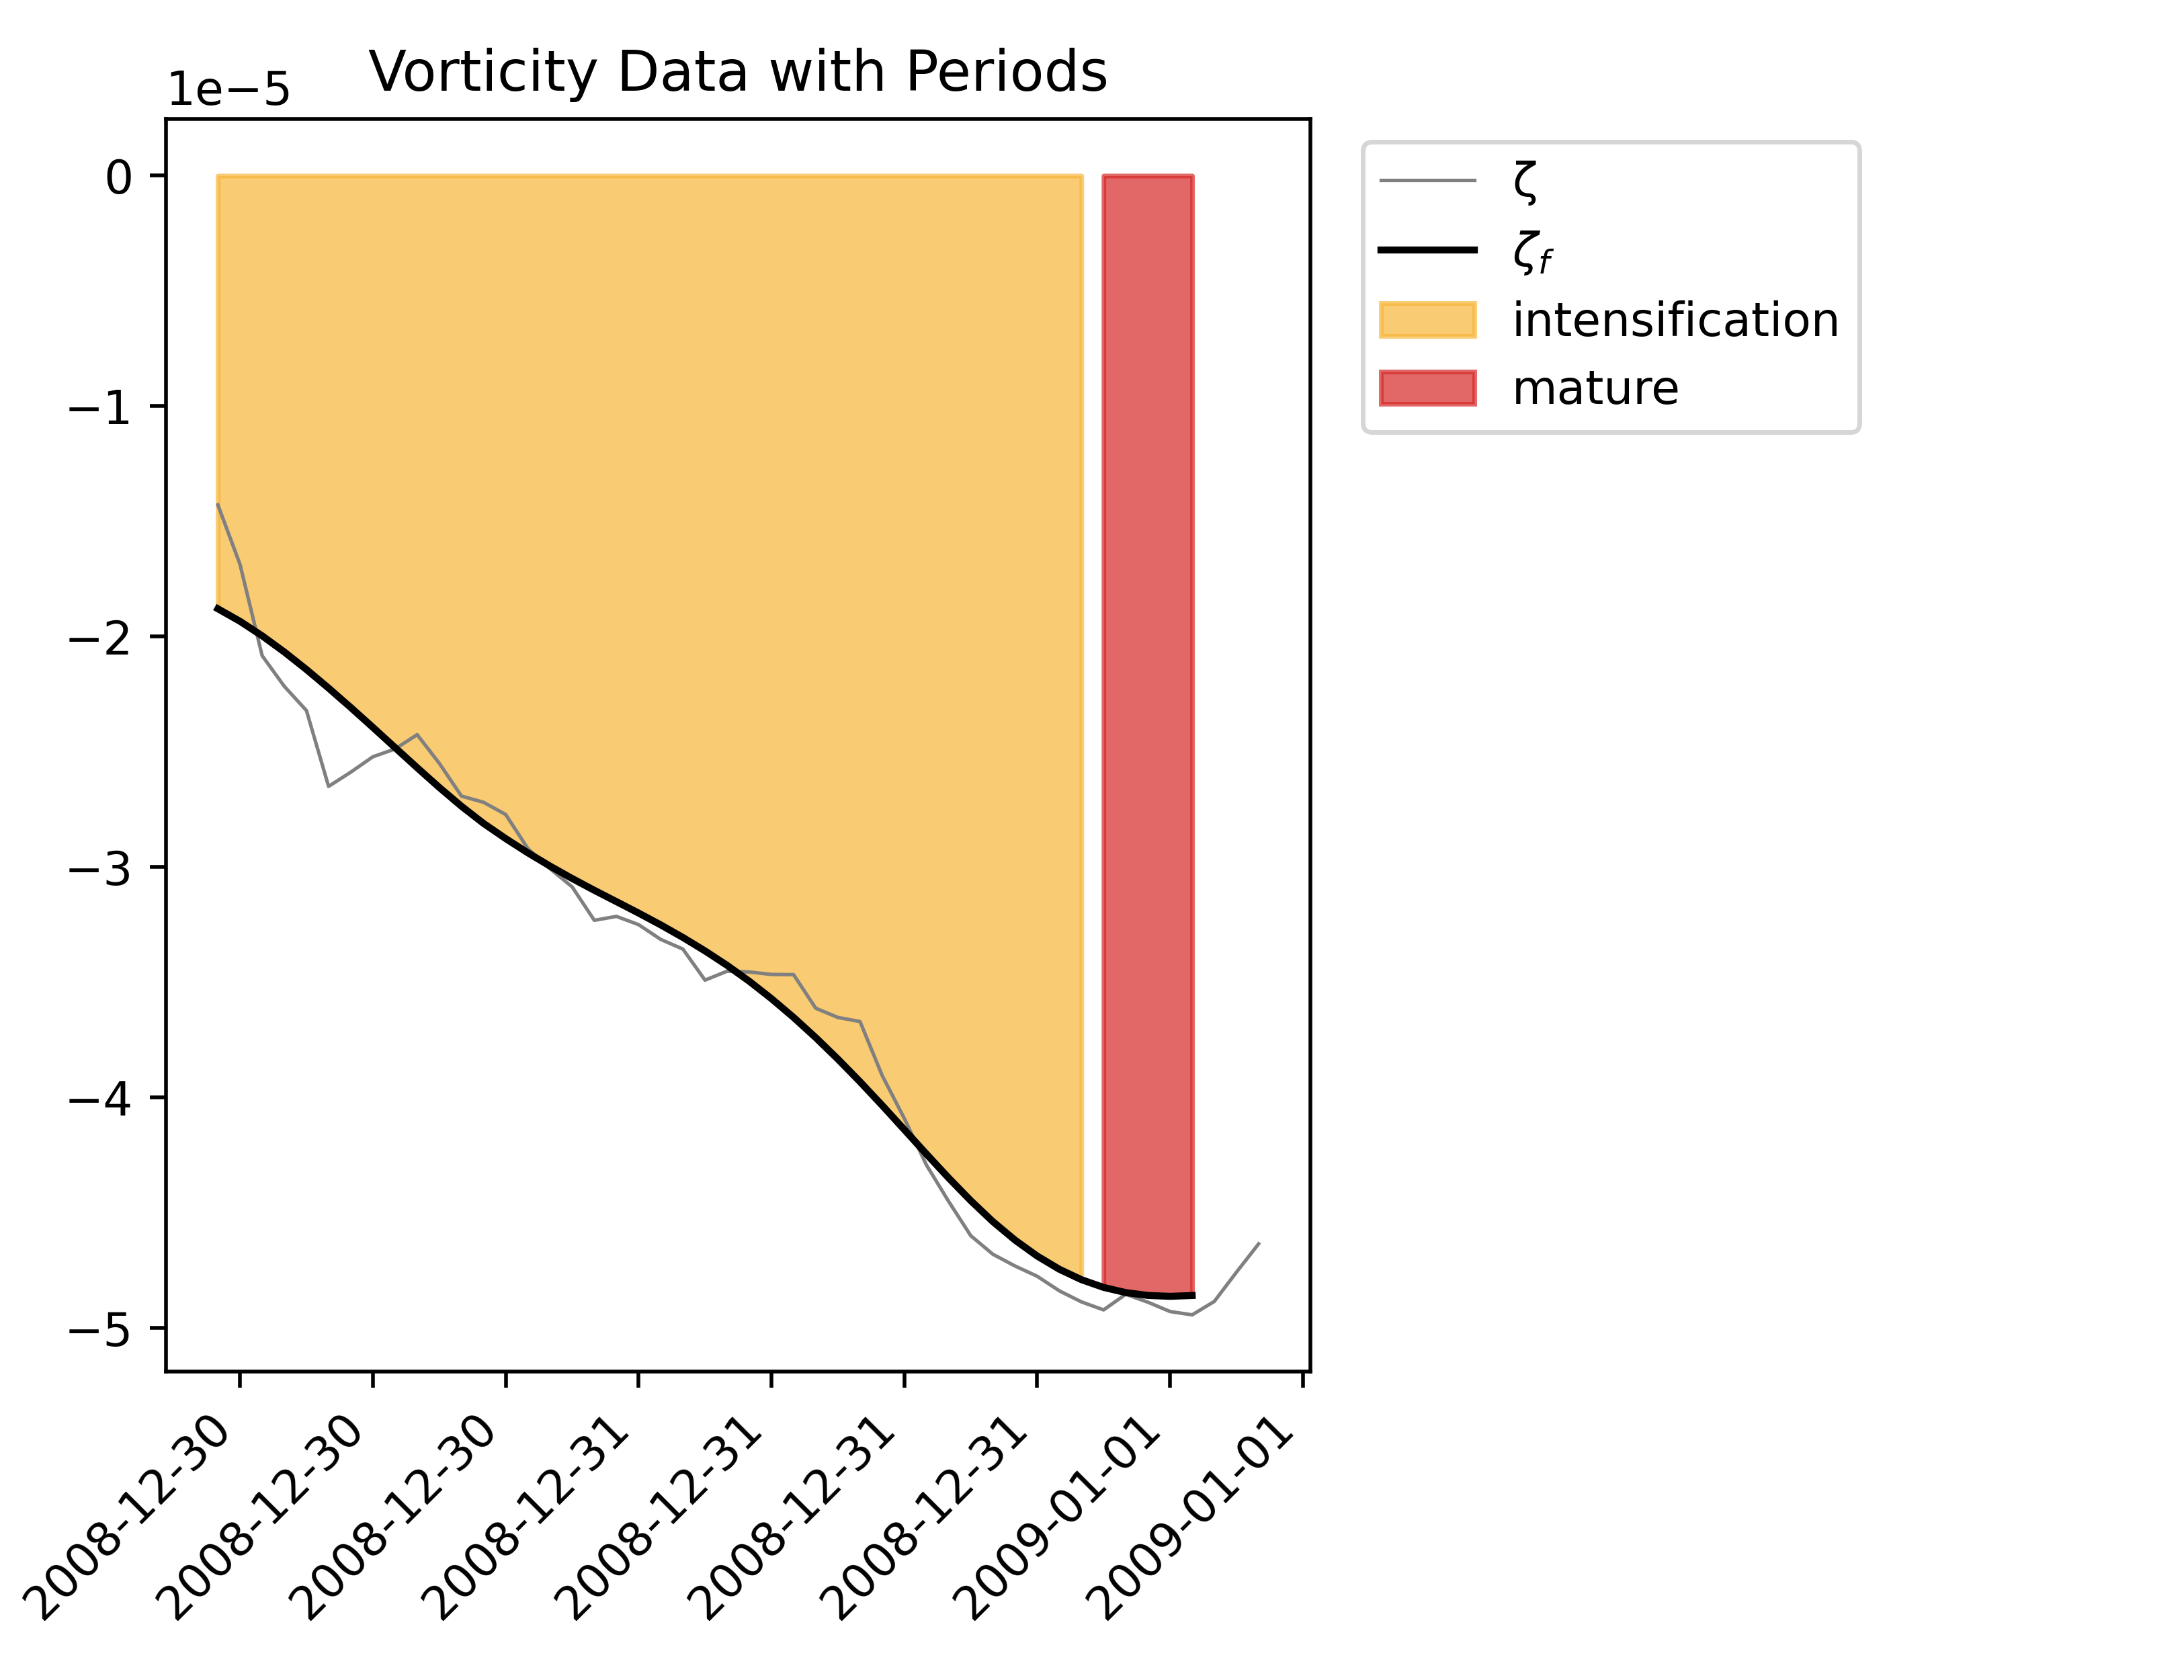 Vorticity Data with Periods
1e−5
0
−1
−2
−3
−4
−5
2008-12-30
2008-12-30
2008-12-30
2008-12-31
2008-12-31
2008-12-31
2008-12-31
2009-01-01
2009-01-01
ζ
ζf
intensification
mature